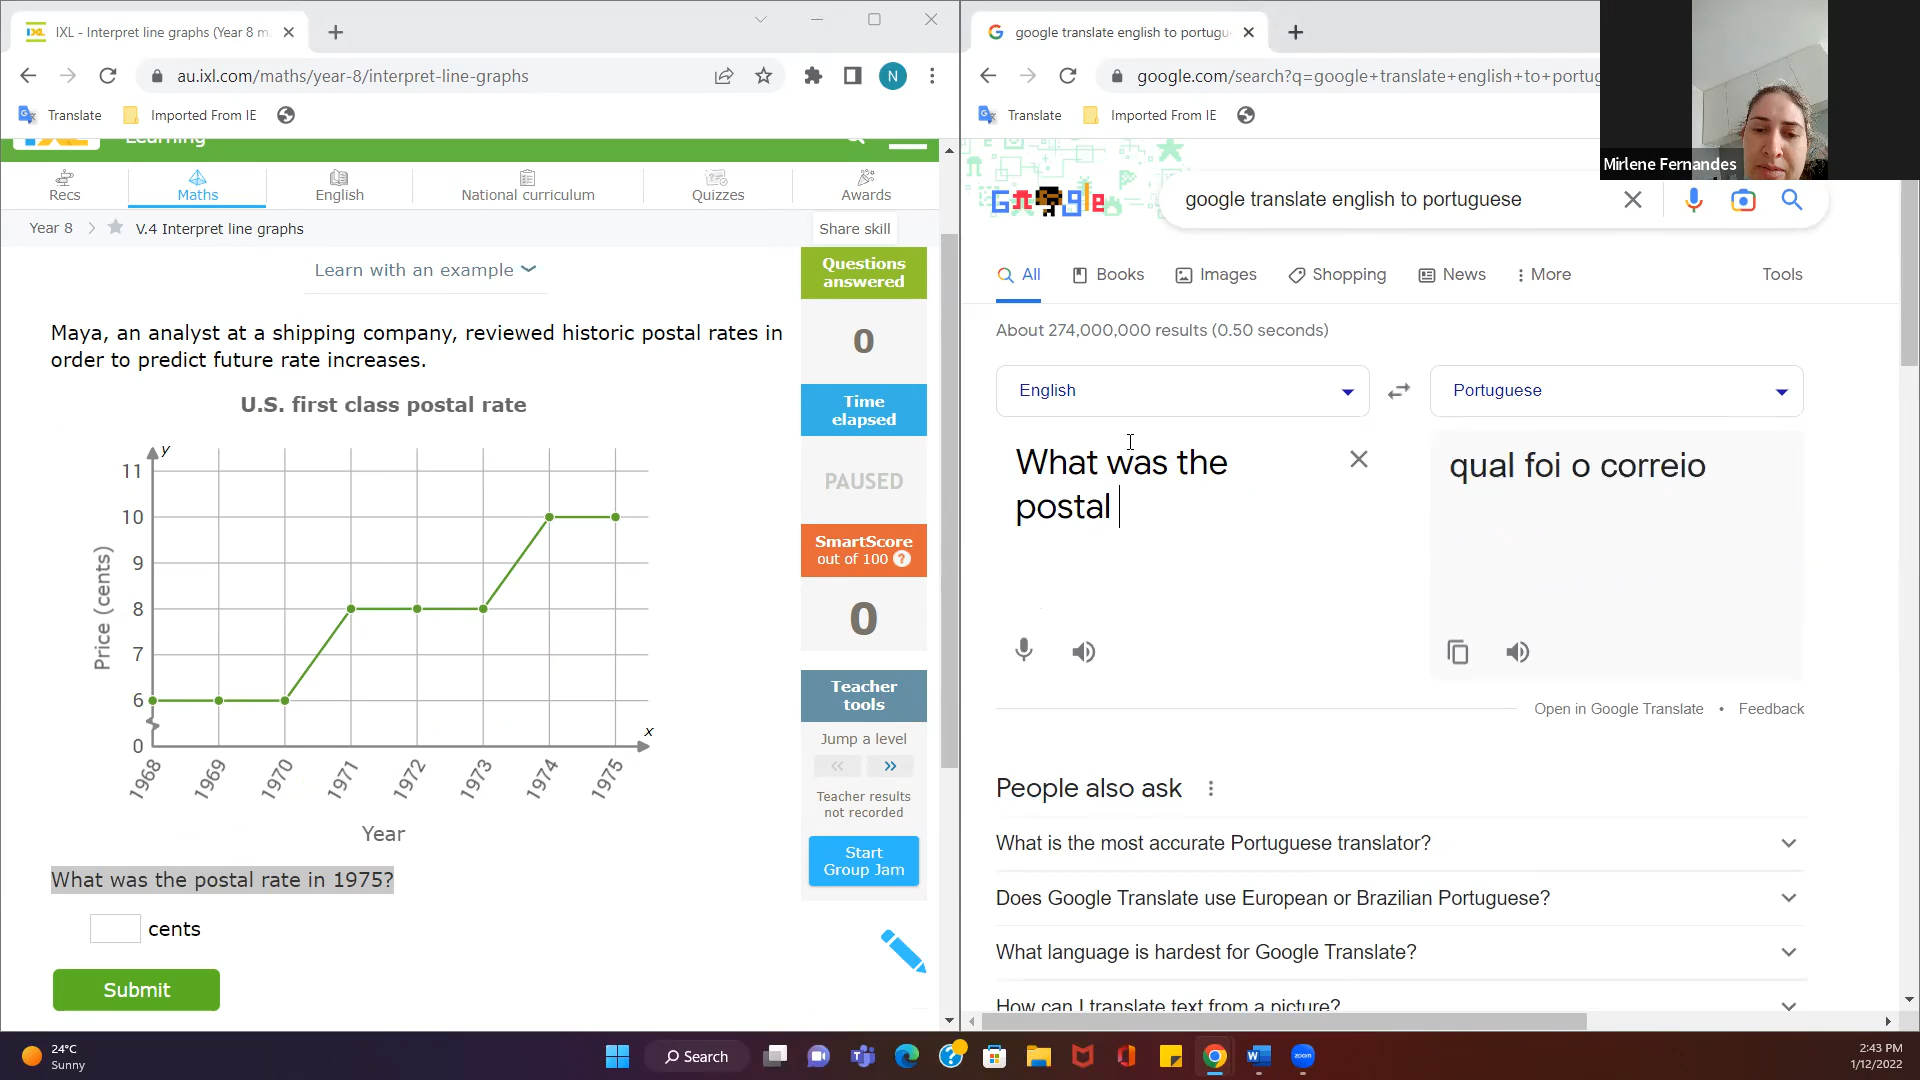 IXL - Interpret line graphs (Year 8 m
au.ixl.com/maths/year-8/interpret-line-graphs
N
Translate
Imported From IE
Learning
Recs
Maths
English
National curriculum
Quizzes
Awards
Year 8
V.4 Interpret line graphs
Share skill
Learn with an example
Questions
answered
0
Time
elapsed
PAUSED
SmartScore
out of 100 ?
0
Teacher
tools
Jump a level
Teacher results
not recorded
Start
Group Jam
Maya, an analyst at a shipping company, reviewed historic postal rates in
order to predict future rate increases.
U.S. first class postal rate
y
11
10
9
8
7
6
0
Price (cents)
x
1968
1969
1970
1971
1972
1973
1974
1975
Year
What was the postal rate in 1975?
cents
Submit
google translate english to portugu
google.com/search?q=google+translate+english+to+portug
Translate
Imported From IE
Mirlene Fernandes
Google
google translate english to portuguese
All
Books
Images
Shopping
News
More
Tools
About 274,000,000 results (0.50 seconds)
English
Portuguese
What was the
postal
qual foi o correio
Open in Google Translate • Feedback
People also ask
What is the most accurate Portuguese translator?
Does Google Translate use European or Brazilian Portuguese?
What language is hardest for Google Translate?
How can I translate text from a picture?
24°C
Sunny
Search
zoom
2:43 PM
1/12/2022